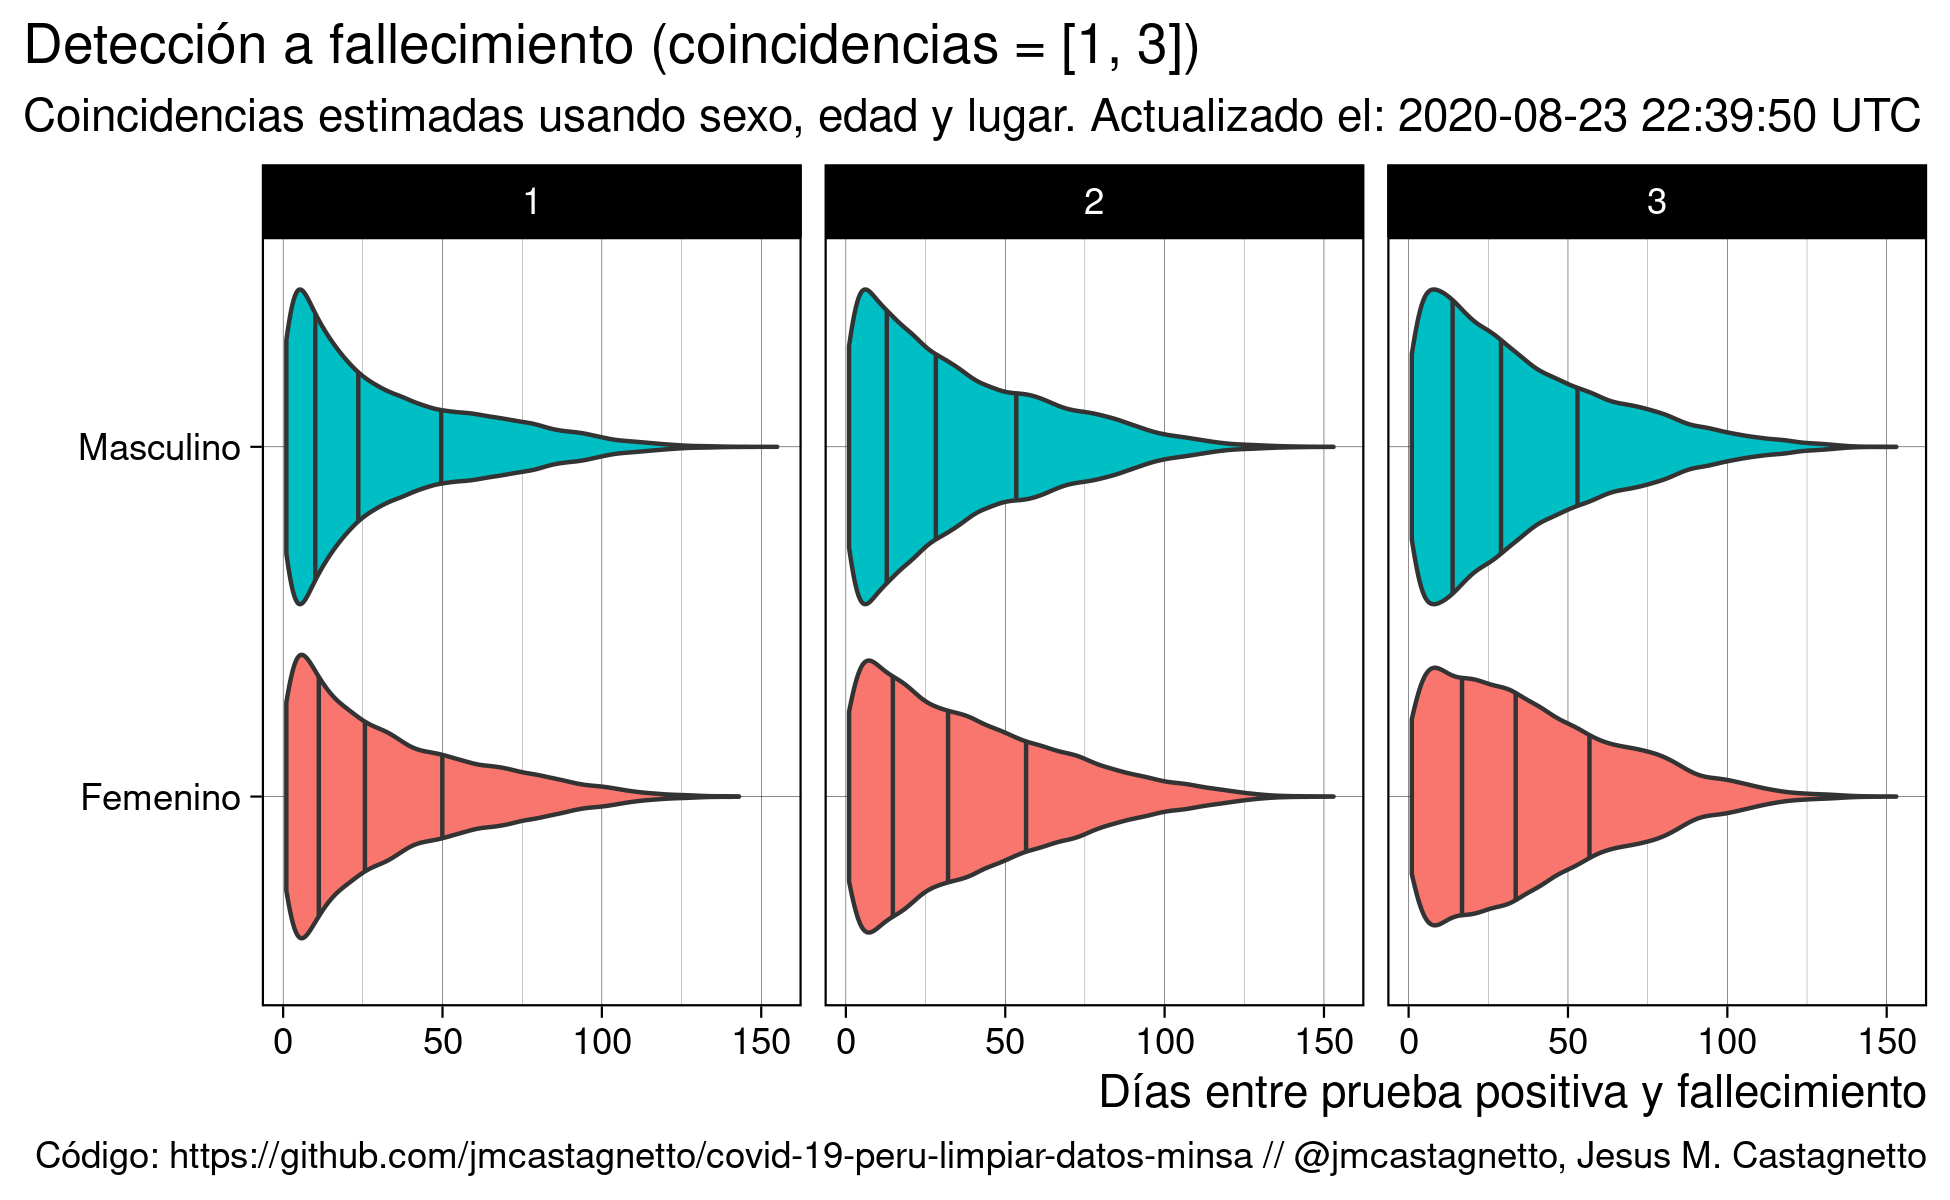 Detección a fallecimiento (coincidencias = [1, 3])
Coincidencias estimadas usando sexo, edad y lugar. Actualizado el: 2020-08-23 22:39:50 UTC
1 2 3
Masculino
Femenino
0 50 100 150 0 50 100 150 0 50 100 150
Días entre prueba positiva y fallecimiento
Código: https://github.com/jmcastagnetto/covid-19-peru-limpiar-datos-minsa // @jmcastagnetto, Jesus M. Castagnetto